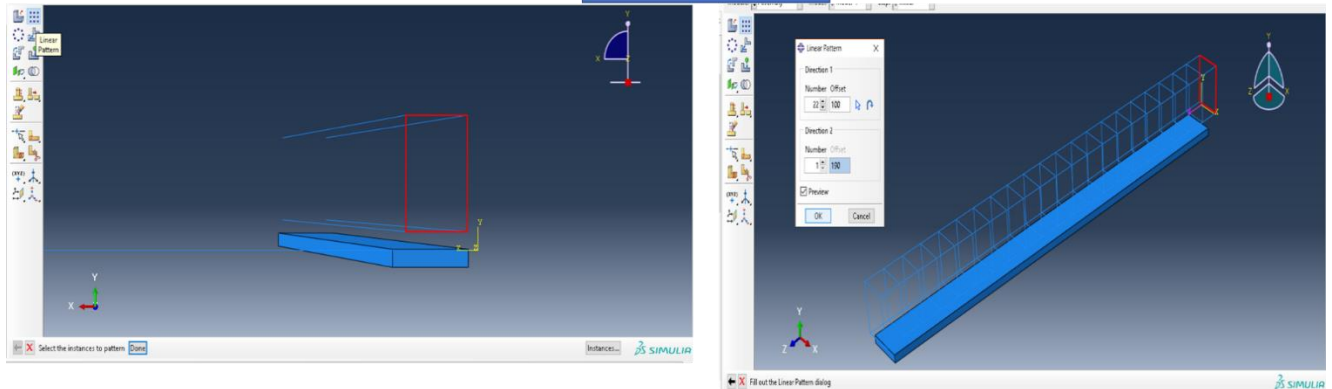 Linear
Pattern
Y
X
Z
Y
Z
Y
X
Select the instances to pattern Done
Instances...
SIMULIA
Linear Pattern X
Direction 1
Number Offset
22 100
Direction 2
Number Offset
1 190
Preview
OK Cancel
Y
Z
X
Y
X
Y
Z
X
Fill out the Linear Pattern dialog
SIMULIA